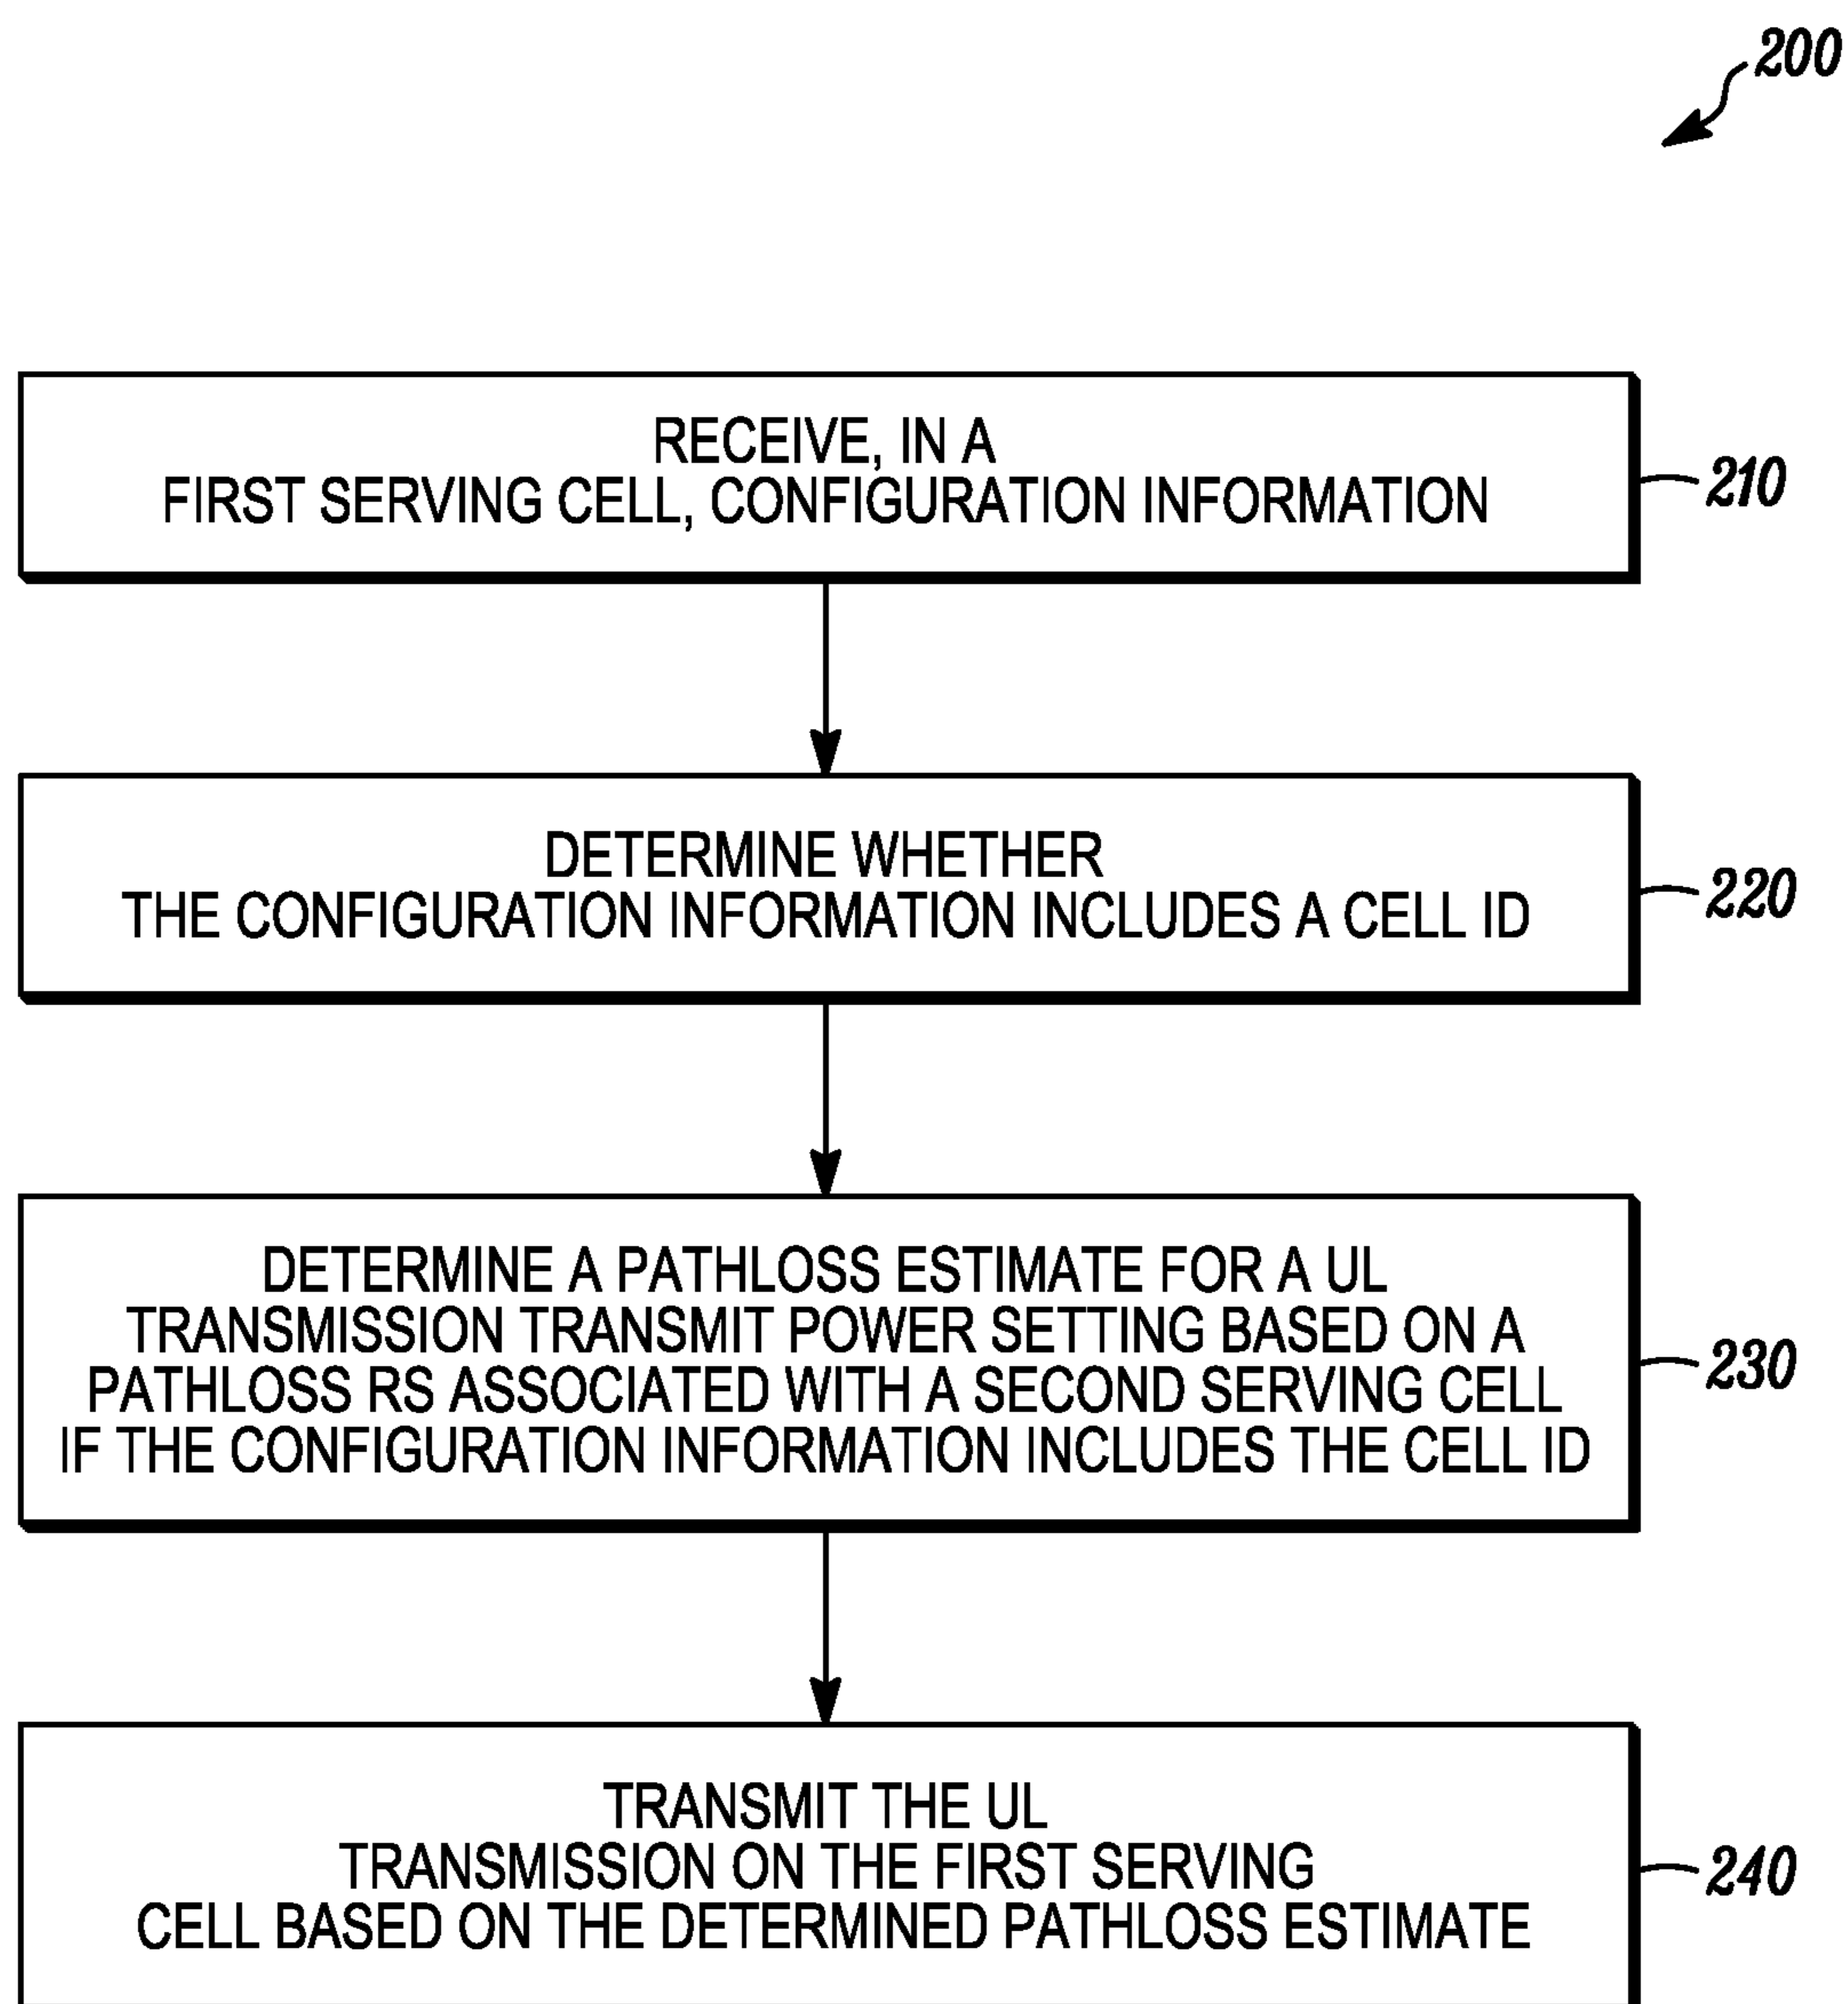 200
RECEIVE, IN A
FIRST SERVING CELL, CONFIGURATION INFORMATION
210
DETERMINE WHETHER
THE CONFIGURATION INFORMATION INCLUDES A CELL ID
220
DETERMINE A PATHLOSS ESTIMATE FOR A UL
TRANSMISSION TRANSMIT POWER SETTING BASED ON A
PATHLOSS RS ASSOCIATED WITH A SECOND SERVING CELL
IF THE CONFIGURATION INFORMATION INCLUDES THE CELL ID
230
TRANSMIT THE UL
TRANSMISSION ON THE FIRST SERVING
CELL BASED ON THE DETERMINED PATHLOSS ESTIMATE
240